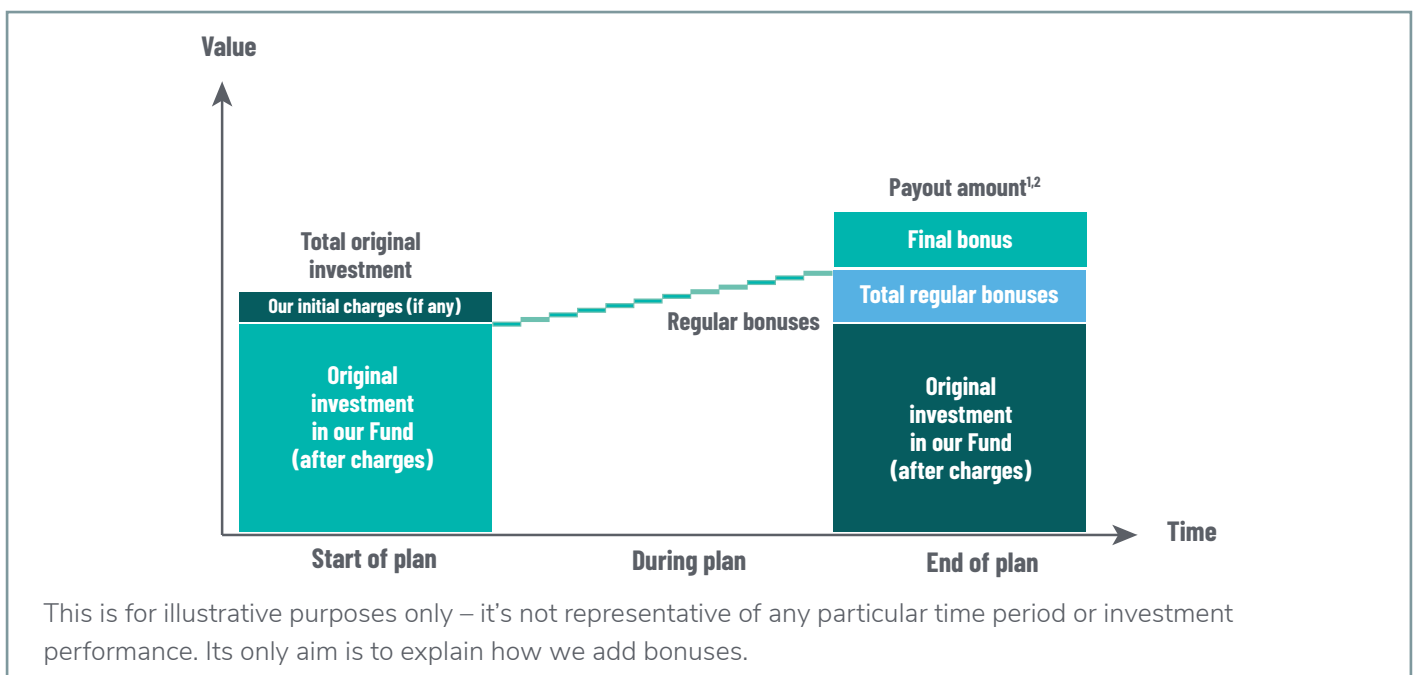 Value
Payout amount1,2
Final bonus
Total original
investment
Our initial charges (if any)
Total regular bonuses
Regular bonuses
Original
investment
in our Fund
(after charges)
Original
investment
in our Fund
(after charges)
Time
Start of plan
During plan
End of plan
This is for illustrative purposes only – it's not representative of any particular time period or investment
performance. Its only aim is to explain how we add bonuses.